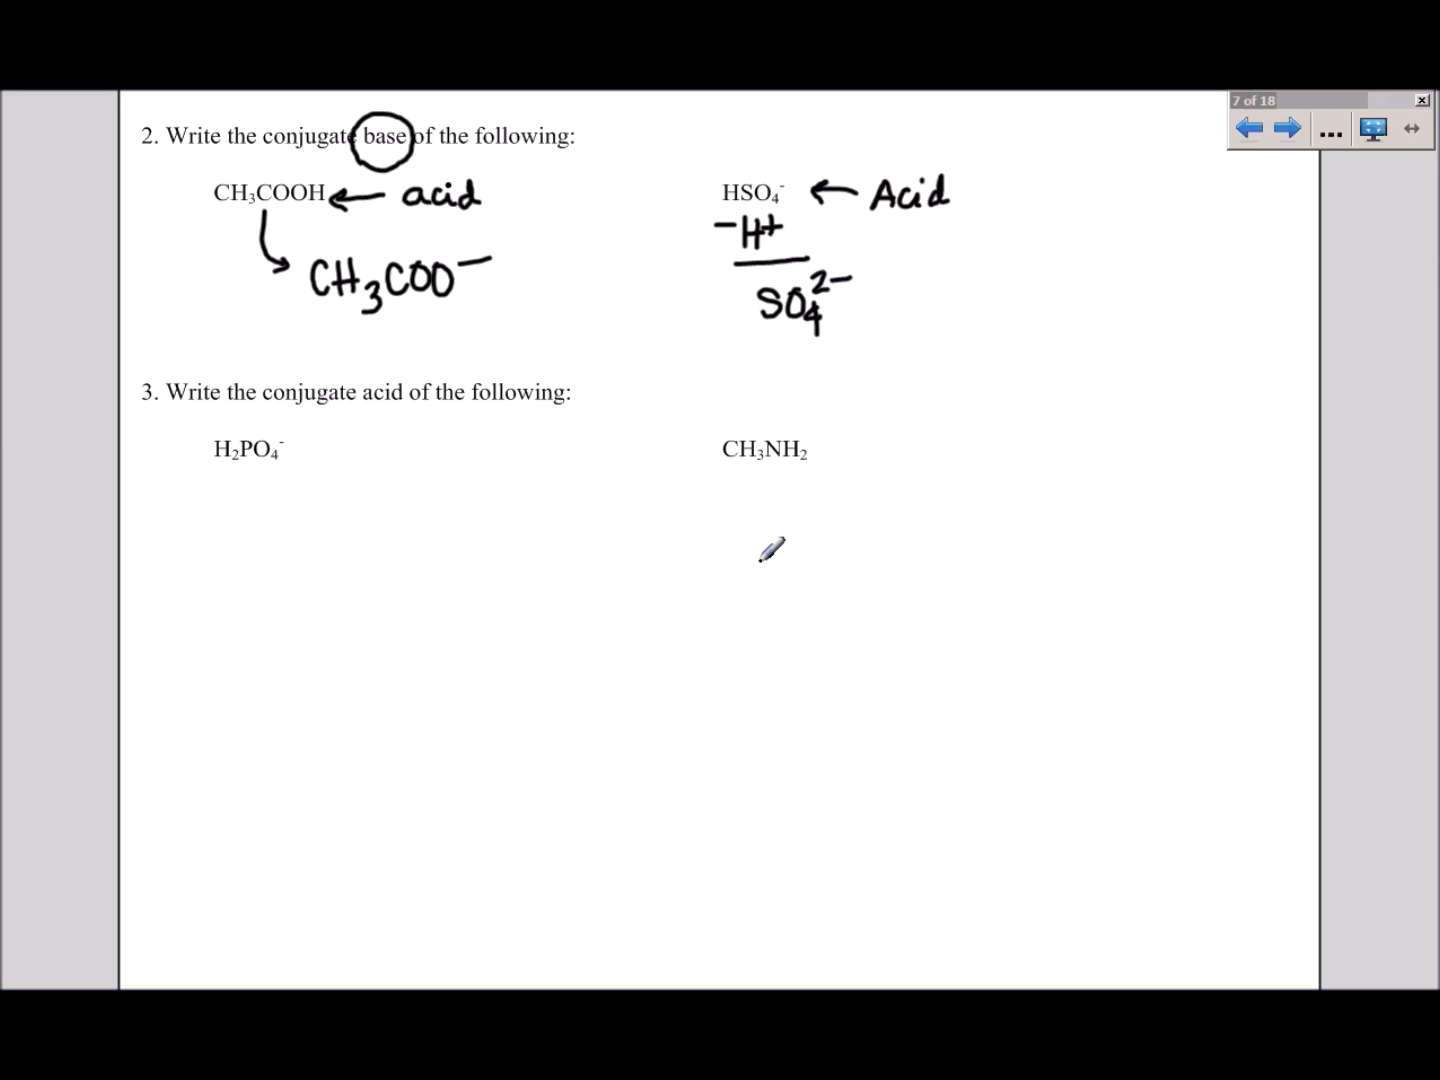 7 of 18
2. Write the conjugate base of the following:
CH₃COOH ← acid
HSO₄⁻ ← Acid
CH₃COO⁻
−H⁺
SO₄²⁻
3. Write the conjugate acid of the following:
H₂PO₄⁻
CH₃NH₂